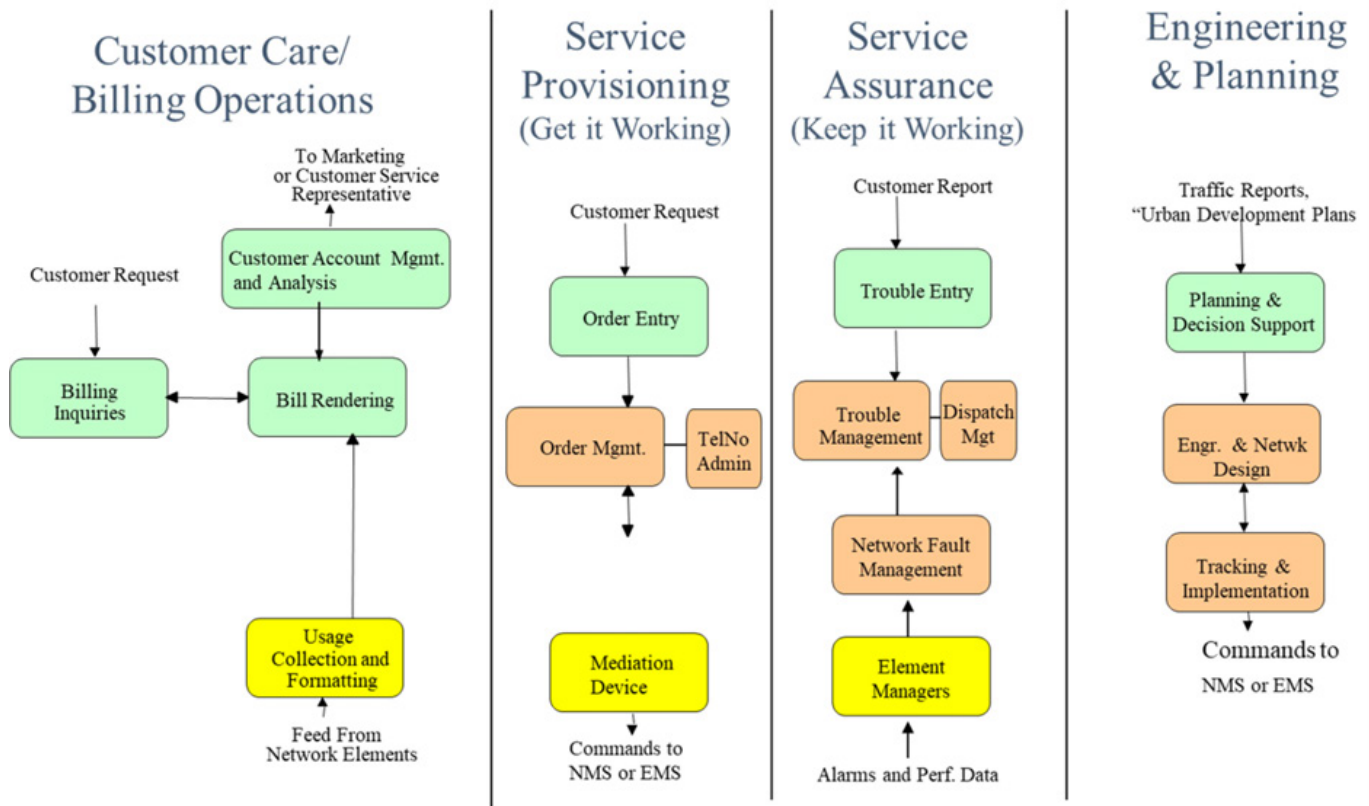 Customer Care/
Billing Operations
To Marketing
or Customer Service
Representative
Customer Account Mgmt.
and Analysis
Customer Request
Billing
Inquiries
Bill Rendering
Usage
Collection and
Formatting
Feed From
Network Elements
Service
Provisioning
(Get it Working)
Customer Request
Order Entry
Order Mgmt.
TelNo
Admin
Mediation
Device
Commands to
NMS or EMS
Service
Assurance
(Keep it Working)
Customer Report
Trouble Entry
Trouble
Management
Dispatch
Mgt
Network Fault
Management
Element
Managers
Alarms and Perf. Data
Engineering
& Planning
Traffic Reports,
“Urban Development Plans
Planning &
Decision Support
Engr. & Netwk
Design
Tracking &
Implementation
Commands to
NMS or EMS